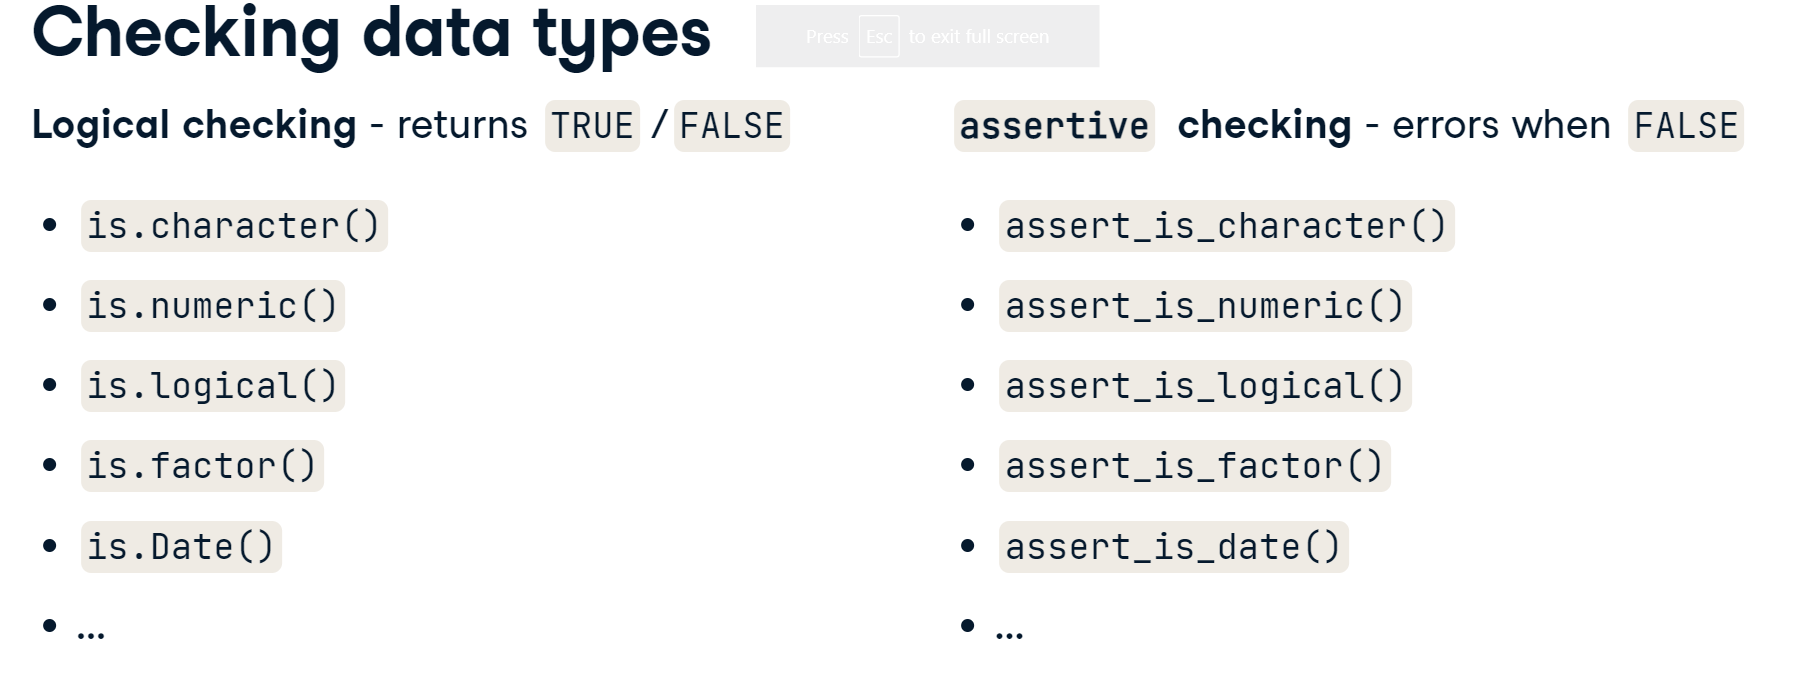 Checking data types
Press Esc to exit full screen
Logical checking - returns TRUE / FALSE
is.character()
is.numeric()
is.logical()
is.factor()
is.Date()
...
assertive checking - errors when FALSE
assert_is_character()
assert_is_numeric()
assert_is_logical()
assert_is_factor()
assert_is_date()
...